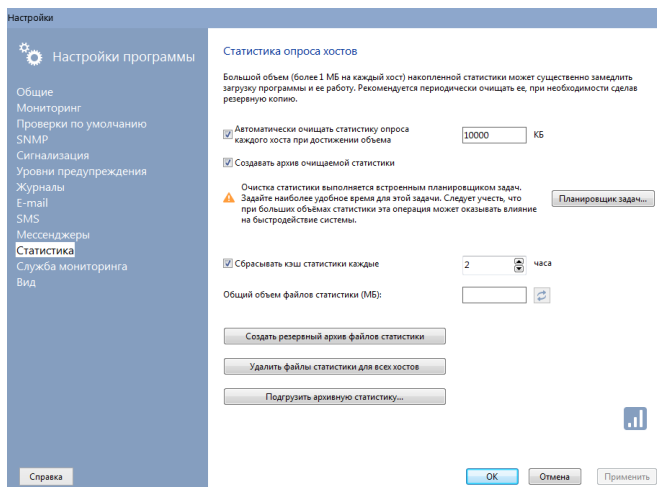 Настройки
Настройки программы
Общие
Мониторинг
Проверки по умолчанию
SNMP
Сигнализация
Уровни предупреждения
Журналы
E-mail
SMS
Мессенджеры
Статистика
Служба мониторинга
Вид
Справка
Статистика опроса хостов
Большой объем (более 1 МБ на каждый хост) накопленной статистики может существенно замедлить
загрузку программы и ее работу. Рекомендуется периодически очищать ее, при необходимости сделав
резервную копию.
Автоматически очищать статистику опроса
каждого хоста при достижении объема
10000 КБ
Создавать архив очищаемой статистики
Очистка статистики выполняется встроенным планировщиком задач.
Задайте наиболее удобное время для этой задачи. Следует учесть, что
при больших объёмах статистики эта операция может оказывать влияние
на быстродействие системы.
Планировщик задач...
Сбрасывать кэш статистики каждые 2 часа
Общий объем файлов статистики (МБ):
Создать резервный архив файлов статистики
Удалить файлы статистики для всех хостов
Подгрузить архивную статистику...
ОК Отмена Применить